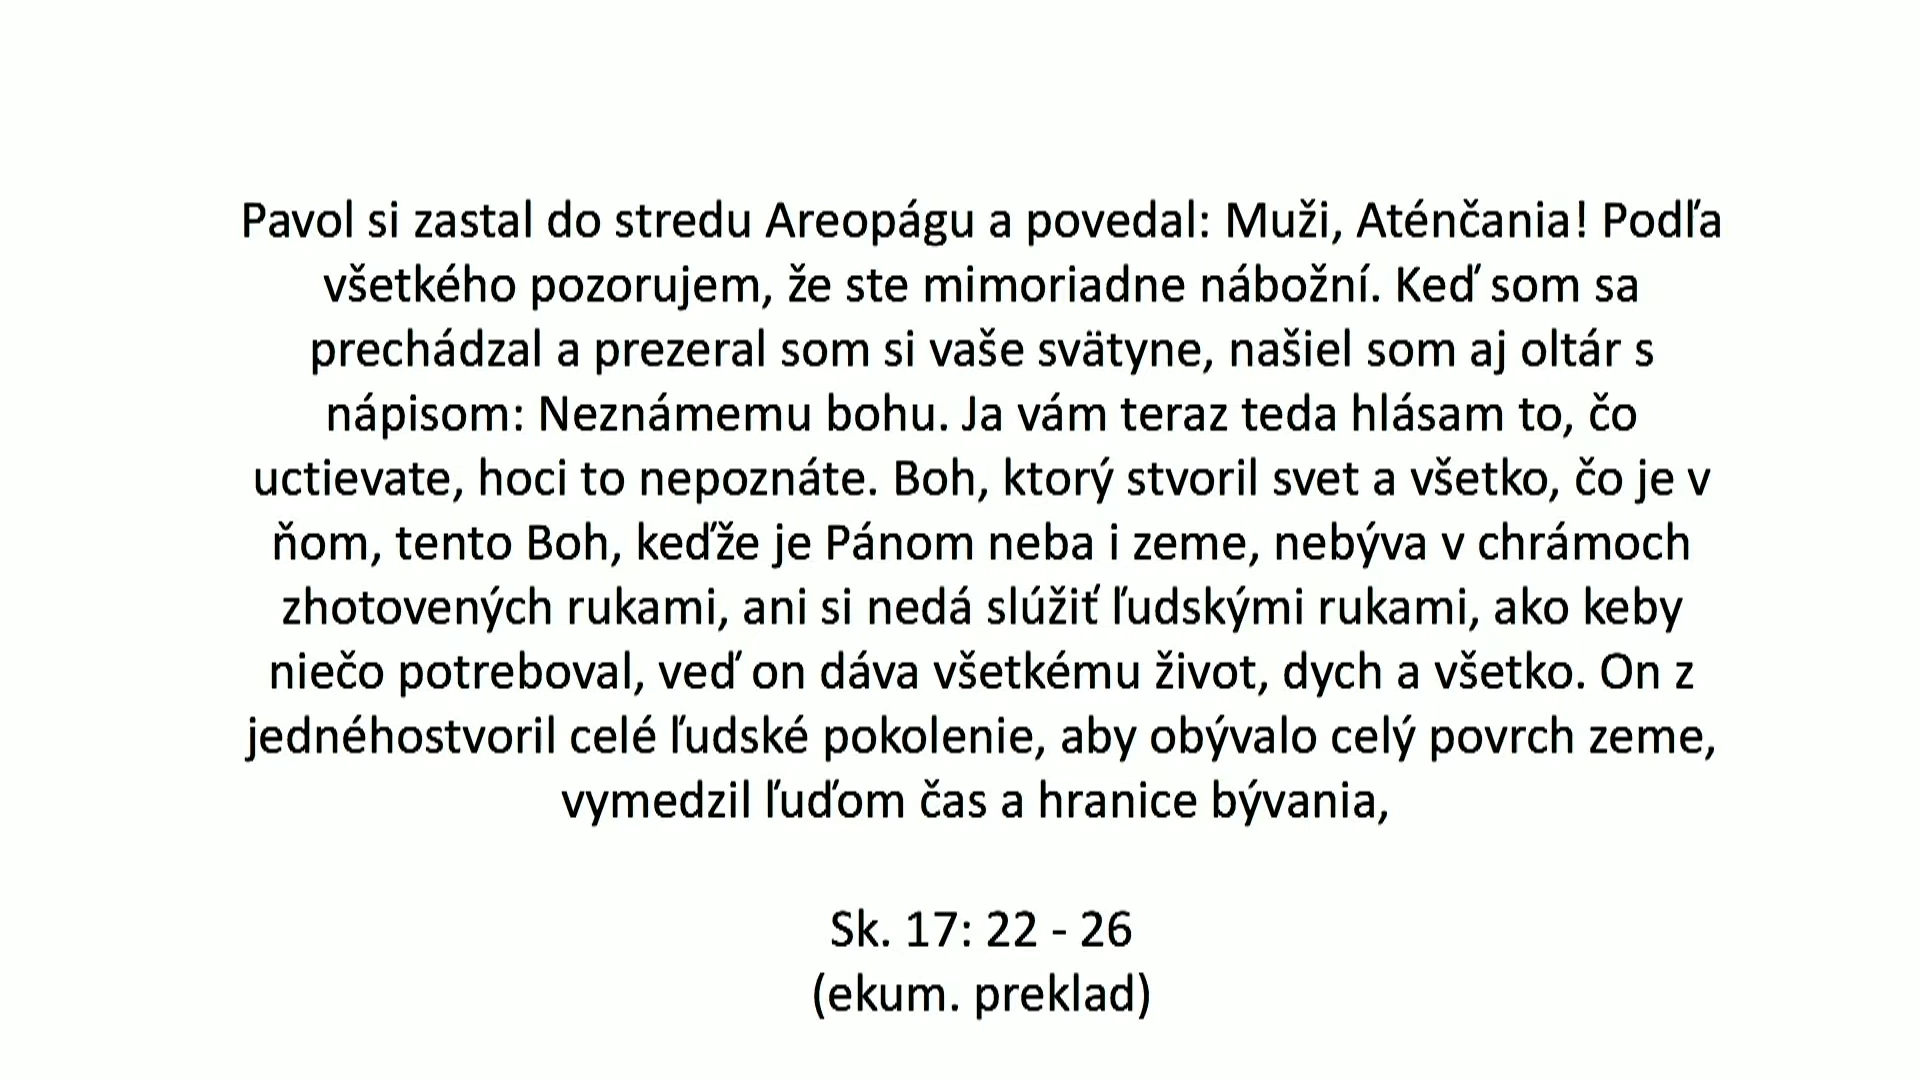 Pavol si zastal do stredu Areopágu a povedal: Muži, Aténčania! Podľa
všetkého pozorujem, že ste mimoriadne nábožní. Keď som sa
prechádzal a prezeral som si vaše svätyne, našiel som aj oltár s
nápisom: Neznámemu bohu. Ja vám teraz teda hlásam to, čo
uctievate, hoci to nepoznáte. Boh, ktorý stvoril svet a všetko, čo je v
ňom, tento Boh, keďže je Pánom neba i zeme, nebýva v chrámoch
zhotovených rukami, ani si nedá slúžiť ľudskými rukami, ako keby
niečo potreboval, veď on dáva všetkému život, dych a všetko. On z
jednéhostvoril celé ľudské pokolenie, aby obývalo celý povrch zeme,
vymedzil ľuďom čas a hranice bývania,
Sk. 17: 22 - 26
(ekum. preklad)